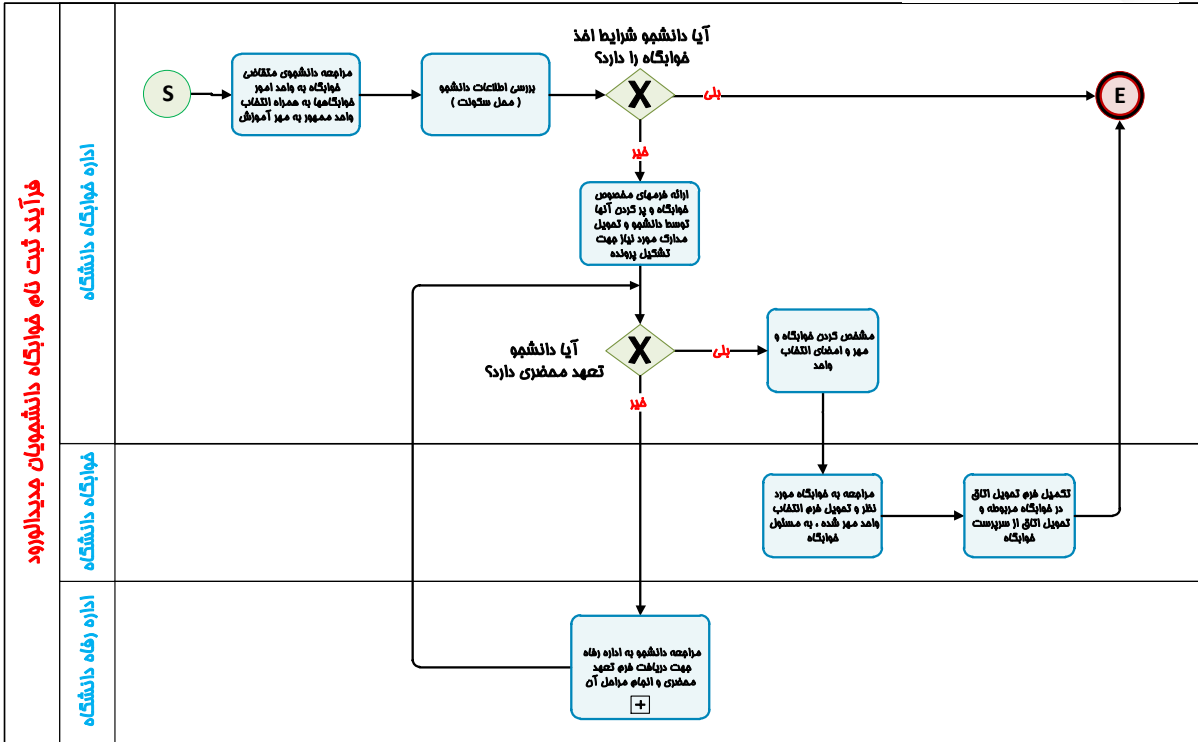 فرآیند ثبت نام خوابگاه دانشجویان جدیدالورود
اداره خوابگاه دانشگاه
S
مراجعه دانشجوی متقاضی
خوابگاه به واحد امور
خوابگاهها به همراه انتخاب
واحد ممهور به مهر آموزش
بررسی اطلاعات دانشجو
( محل سکونت )
آیا دانشجو شرایط اخذ
خوابگاه را دارد؟
X
بلی
E
خیر
ارائه فرمهای مخصوص
خوابگاه و پر کردن آنها
توسط دانشجو و تحویل
مدارک مورد نیاز جهت
تشکیل پرونده
آیا دانشجو
تعهد محضری دارد؟
X
بلی
مشخص کردن خوابگاه و
مهر و امضای انتخاب
واحد
خیر
خوابگاه دانشگاه
مراجعه به خوابگاه مورد
نظر و تحویل فرم انتخاب
واحد مهر شده ، به مسئول
خوابگاه
تکمیل فرم تحویل اتاق
در خوابگاه مربوطه و
تحویل اتاق از سرپرست
خوابگاه
اداره رفاه دانشگاه
مراجعه دانشجو به اداره رفاه
جهت دریافت فرم تعهد
محضری و انجام مراحل آن